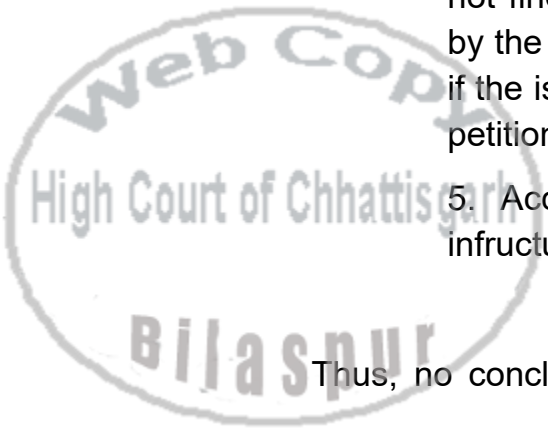 not fin
by the
if the is
petition
5. Acc
infructu
Thus, no concl
Web Copy
High Court of Chhattisgarh
Bilaspur